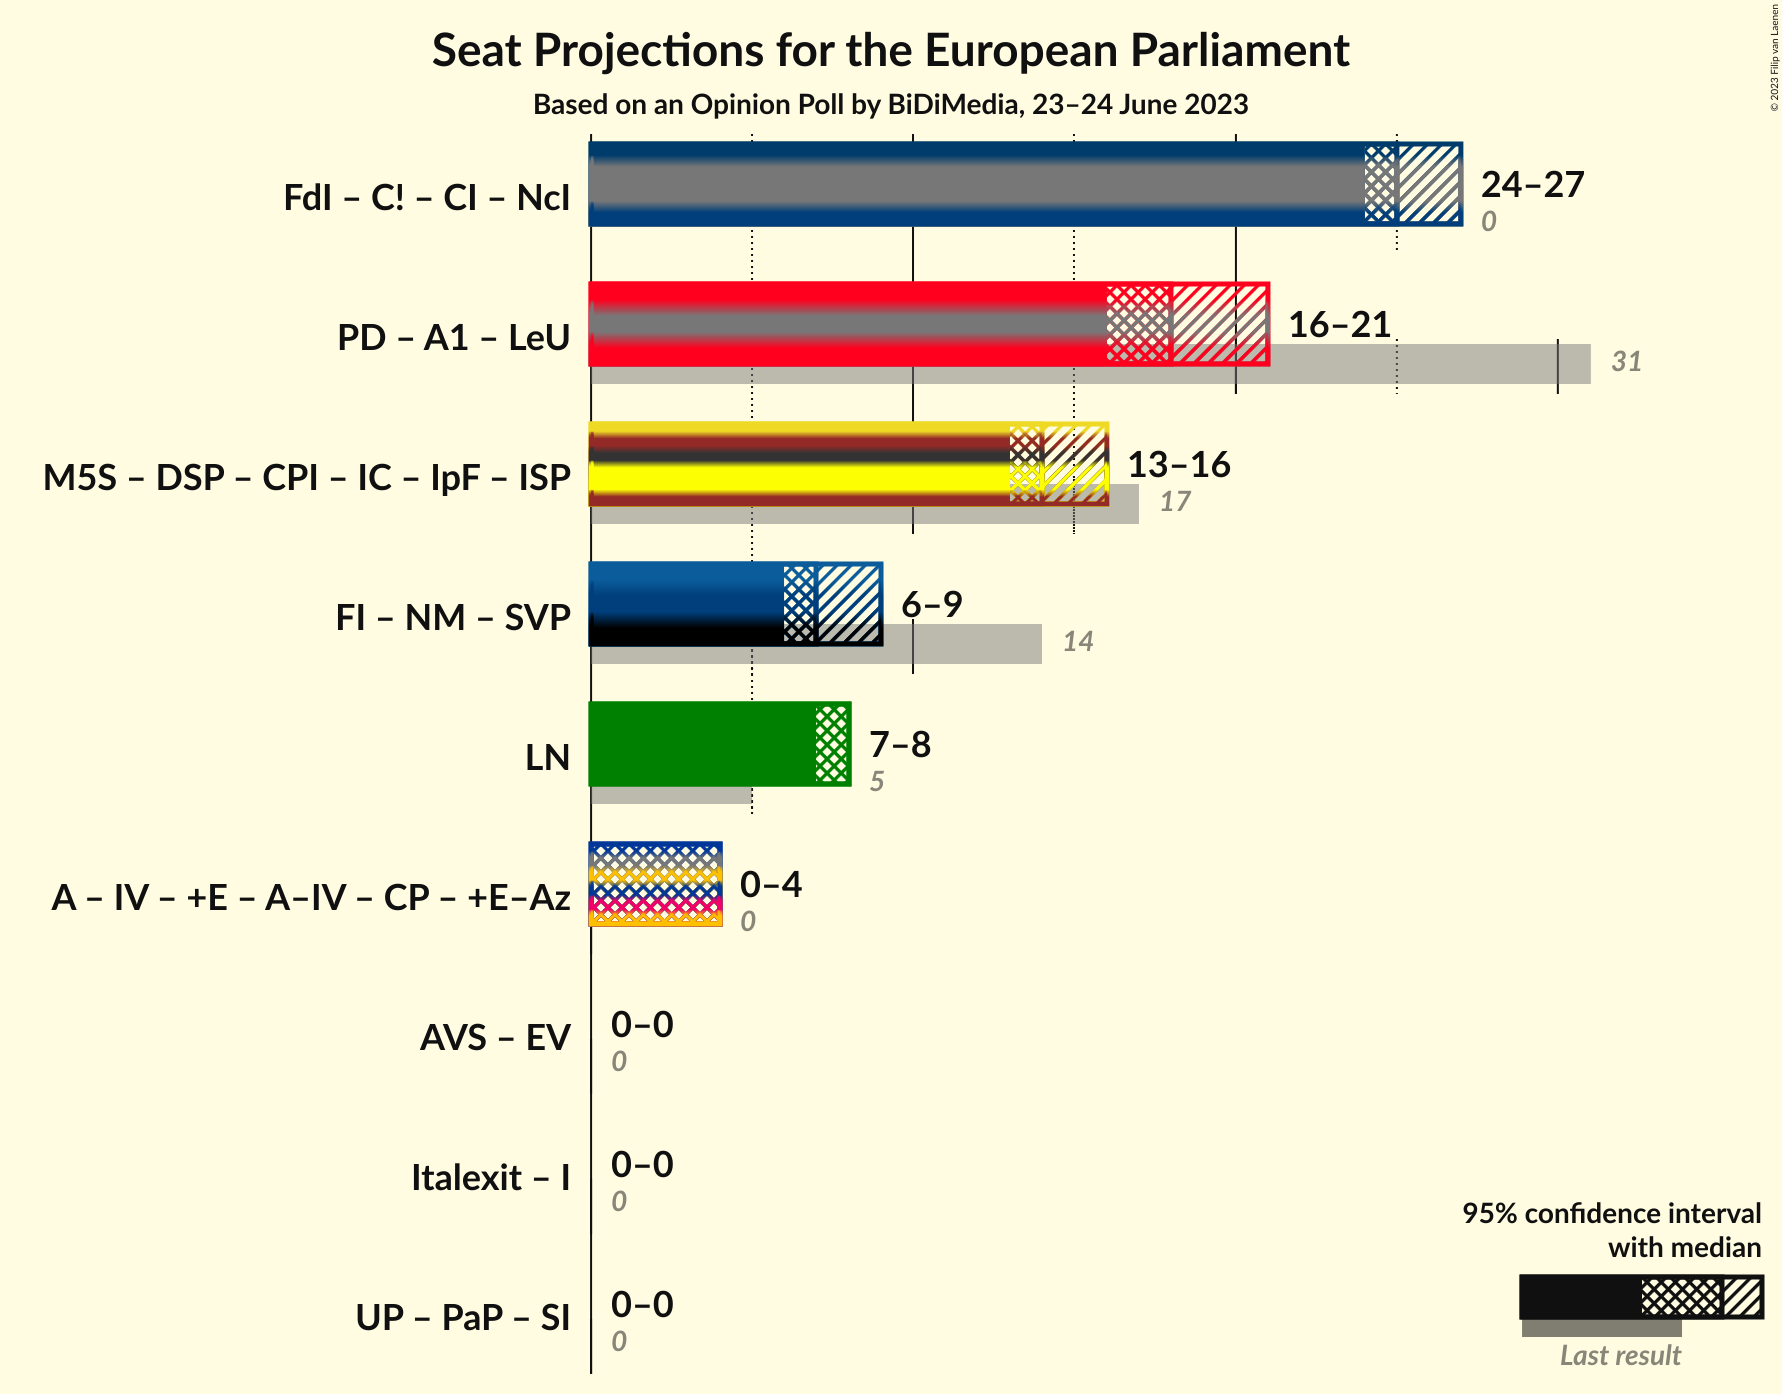 Seat Projections for the European Parliament
Based on an Opinion Poll by BiDiMedia, 23–24 June 2023
© 2023 Filip van Laenen
FdI – C! – CI – NcI
24–27
0
PD – A1 – LeU
16–21
31
M5S – DSP – CPI – IC – IpF – ISP
13–16
17
FI – NM – SVP
6–9
14
LN
7–8
5
A – IV – +E – A–IV – CP – +E–Az
0–4
0
AVS – EV
0–0
0
Italexit – I
0–0
0
UP – PaP – SI
0–0
0
95% confidence interval
with median
Last result